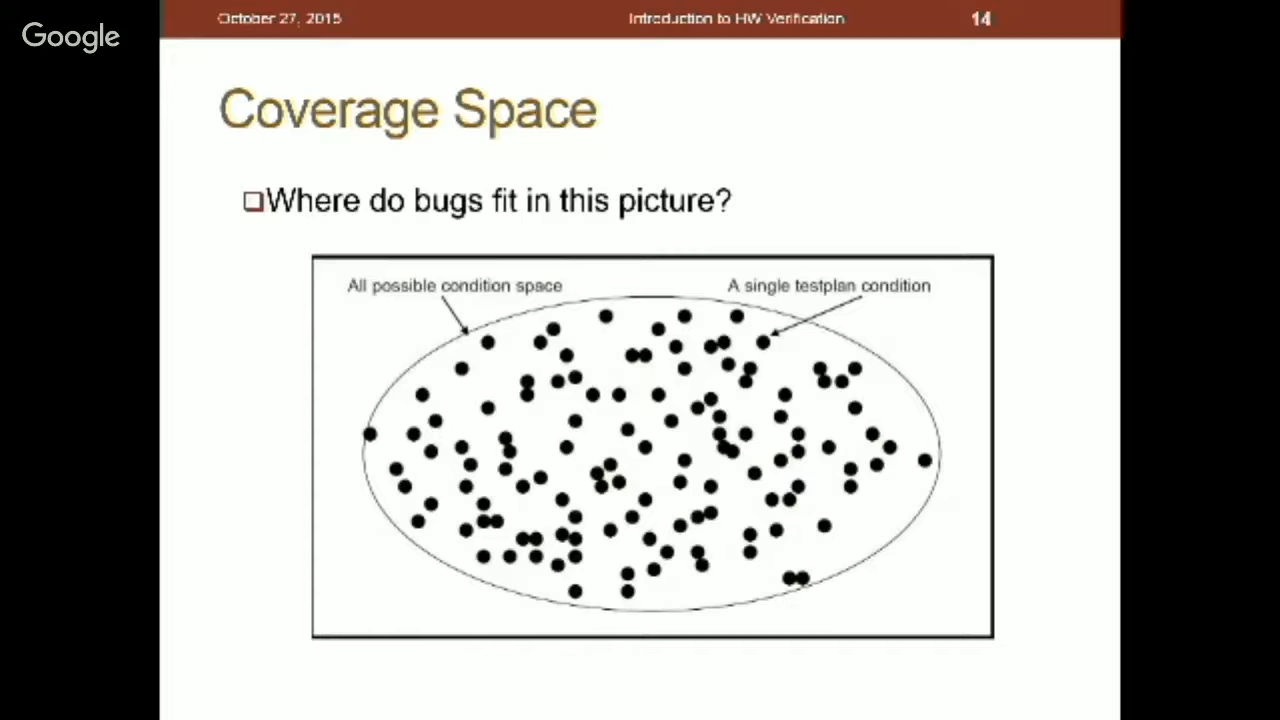 October 27, 2015
Introduction to HW Verification
14
Google
Coverage Space
Where do bugs fit in this picture?
All possible condition space
A single testplan condition